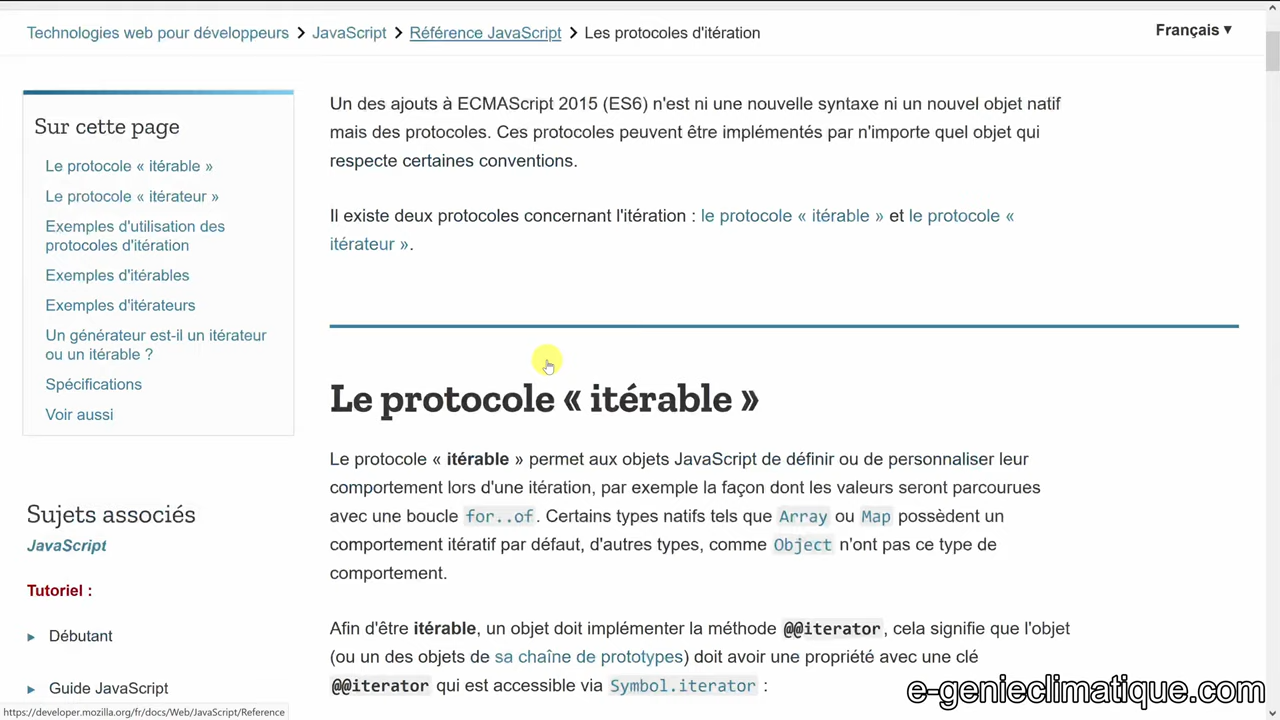 Technologies web pour développeurs > JavaScript > Référence JavaScript > Les protocoles d'itération
Français ▼
Sur cette page
Le protocole « itérable »
Le protocole « itérateur »
Exemples d'utilisation des
protocoles d'itération
Exemples d'itérables
Exemples d'itérateurs
Un générateur est-il un itérateur
ou un itérable ?
Spécifications
Voir aussi
Sujets associés
JavaScript
Tutoriel :
Débutant
Guide JavaScript
Un des ajouts à ECMAScript 2015 (ES6) n'est ni une nouvelle syntaxe ni un nouvel objet natif
mais des protocoles. Ces protocoles peuvent être implémentés par n'importe quel objet qui
respecte certaines conventions.
Il existe deux protocoles concernant l'itération : le protocole « itérable » et le protocole «
itérateur ».
Le protocole « itérable »
Le protocole « itérable » permet aux objets JavaScript de définir ou de personnaliser leur
comportement lors d'une itération, par exemple la façon dont les valeurs seront parcourues
avec une boucle for..of. Certains types natifs tels que Array ou Map possèdent un
comportement itératif par défaut, d'autres types, comme Object n'ont pas ce type de
comportement.
Afin d'être itérable, un objet doit implémenter la méthode @@iterator, cela signifie que l'objet
(ou un des objets de sa chaîne de prototypes) doit avoir une propriété avec une clé
@@iterator qui est accessible via Symbol.iterator :
e-genieclimatique.com
https://developer.mozilla.org/fr/docs/Web/JavaScript/Reference